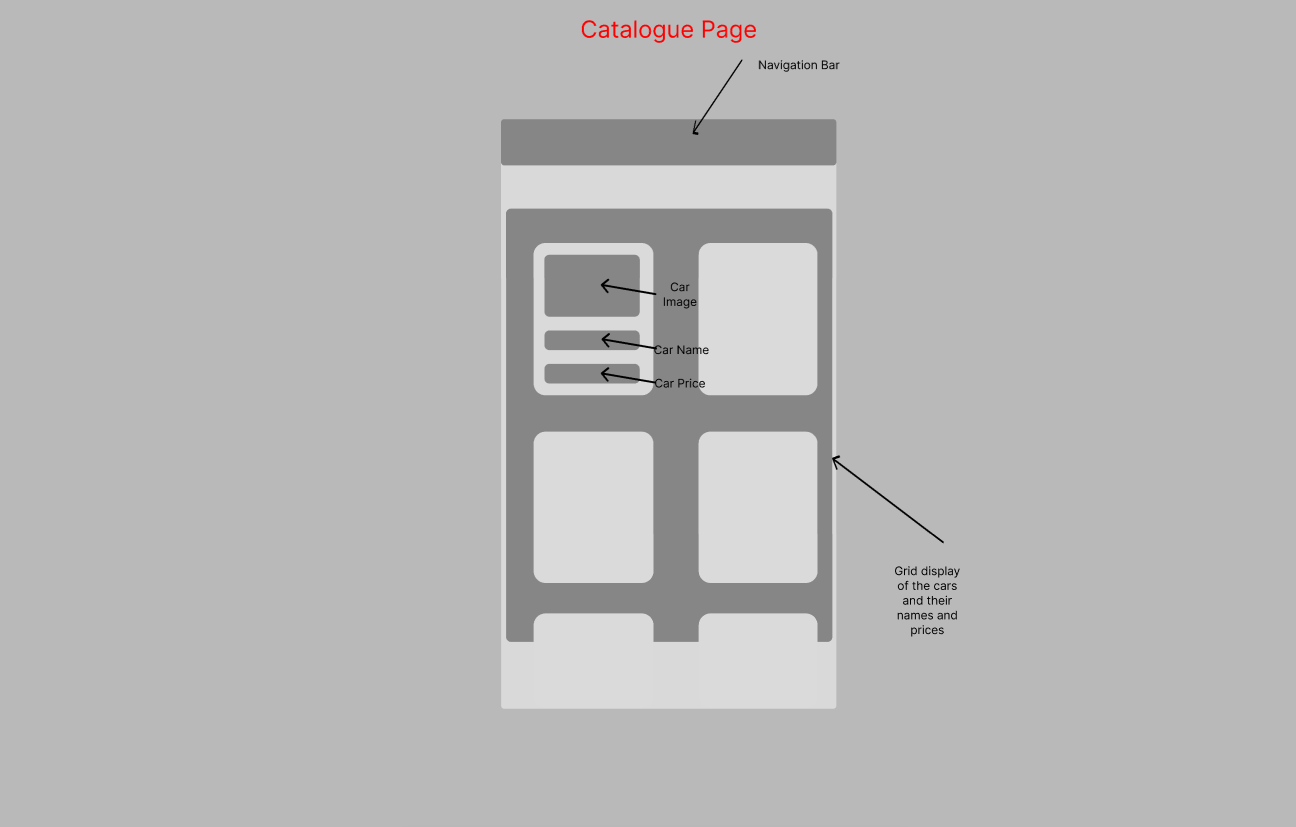 Catalogue Page
Navigation Bar
Car
Image
Car Name
Car Price
Grid display
of the cars
and their
names and
prices